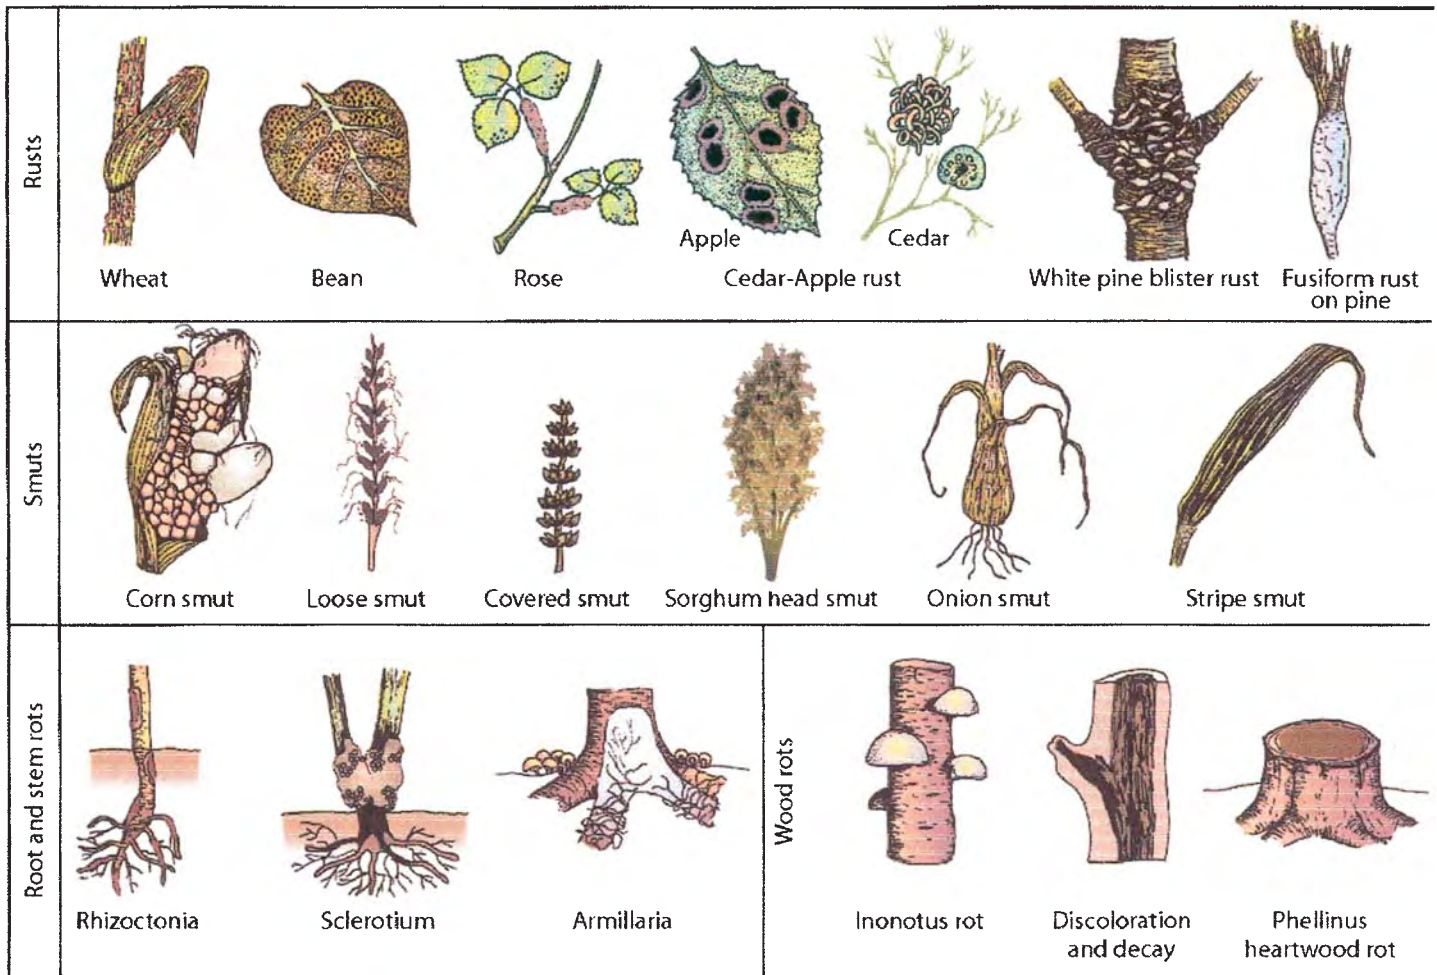 Rusts
Apple
Cedar
Wheat
Bean
Rose
Cedar-Apple rust
White pine blister rust
Fusiform rust
on pine
Smuts
Corn smut
Loose smut
Covered smut
Sorghum head smut
Onion smut
Stripe smut
Root and stem rots
Rhizoctonia
Sclerotium
Armillaria
Wood rots
Inonotus rot
Discoloration
and decay
Phellinus
heartwood rot